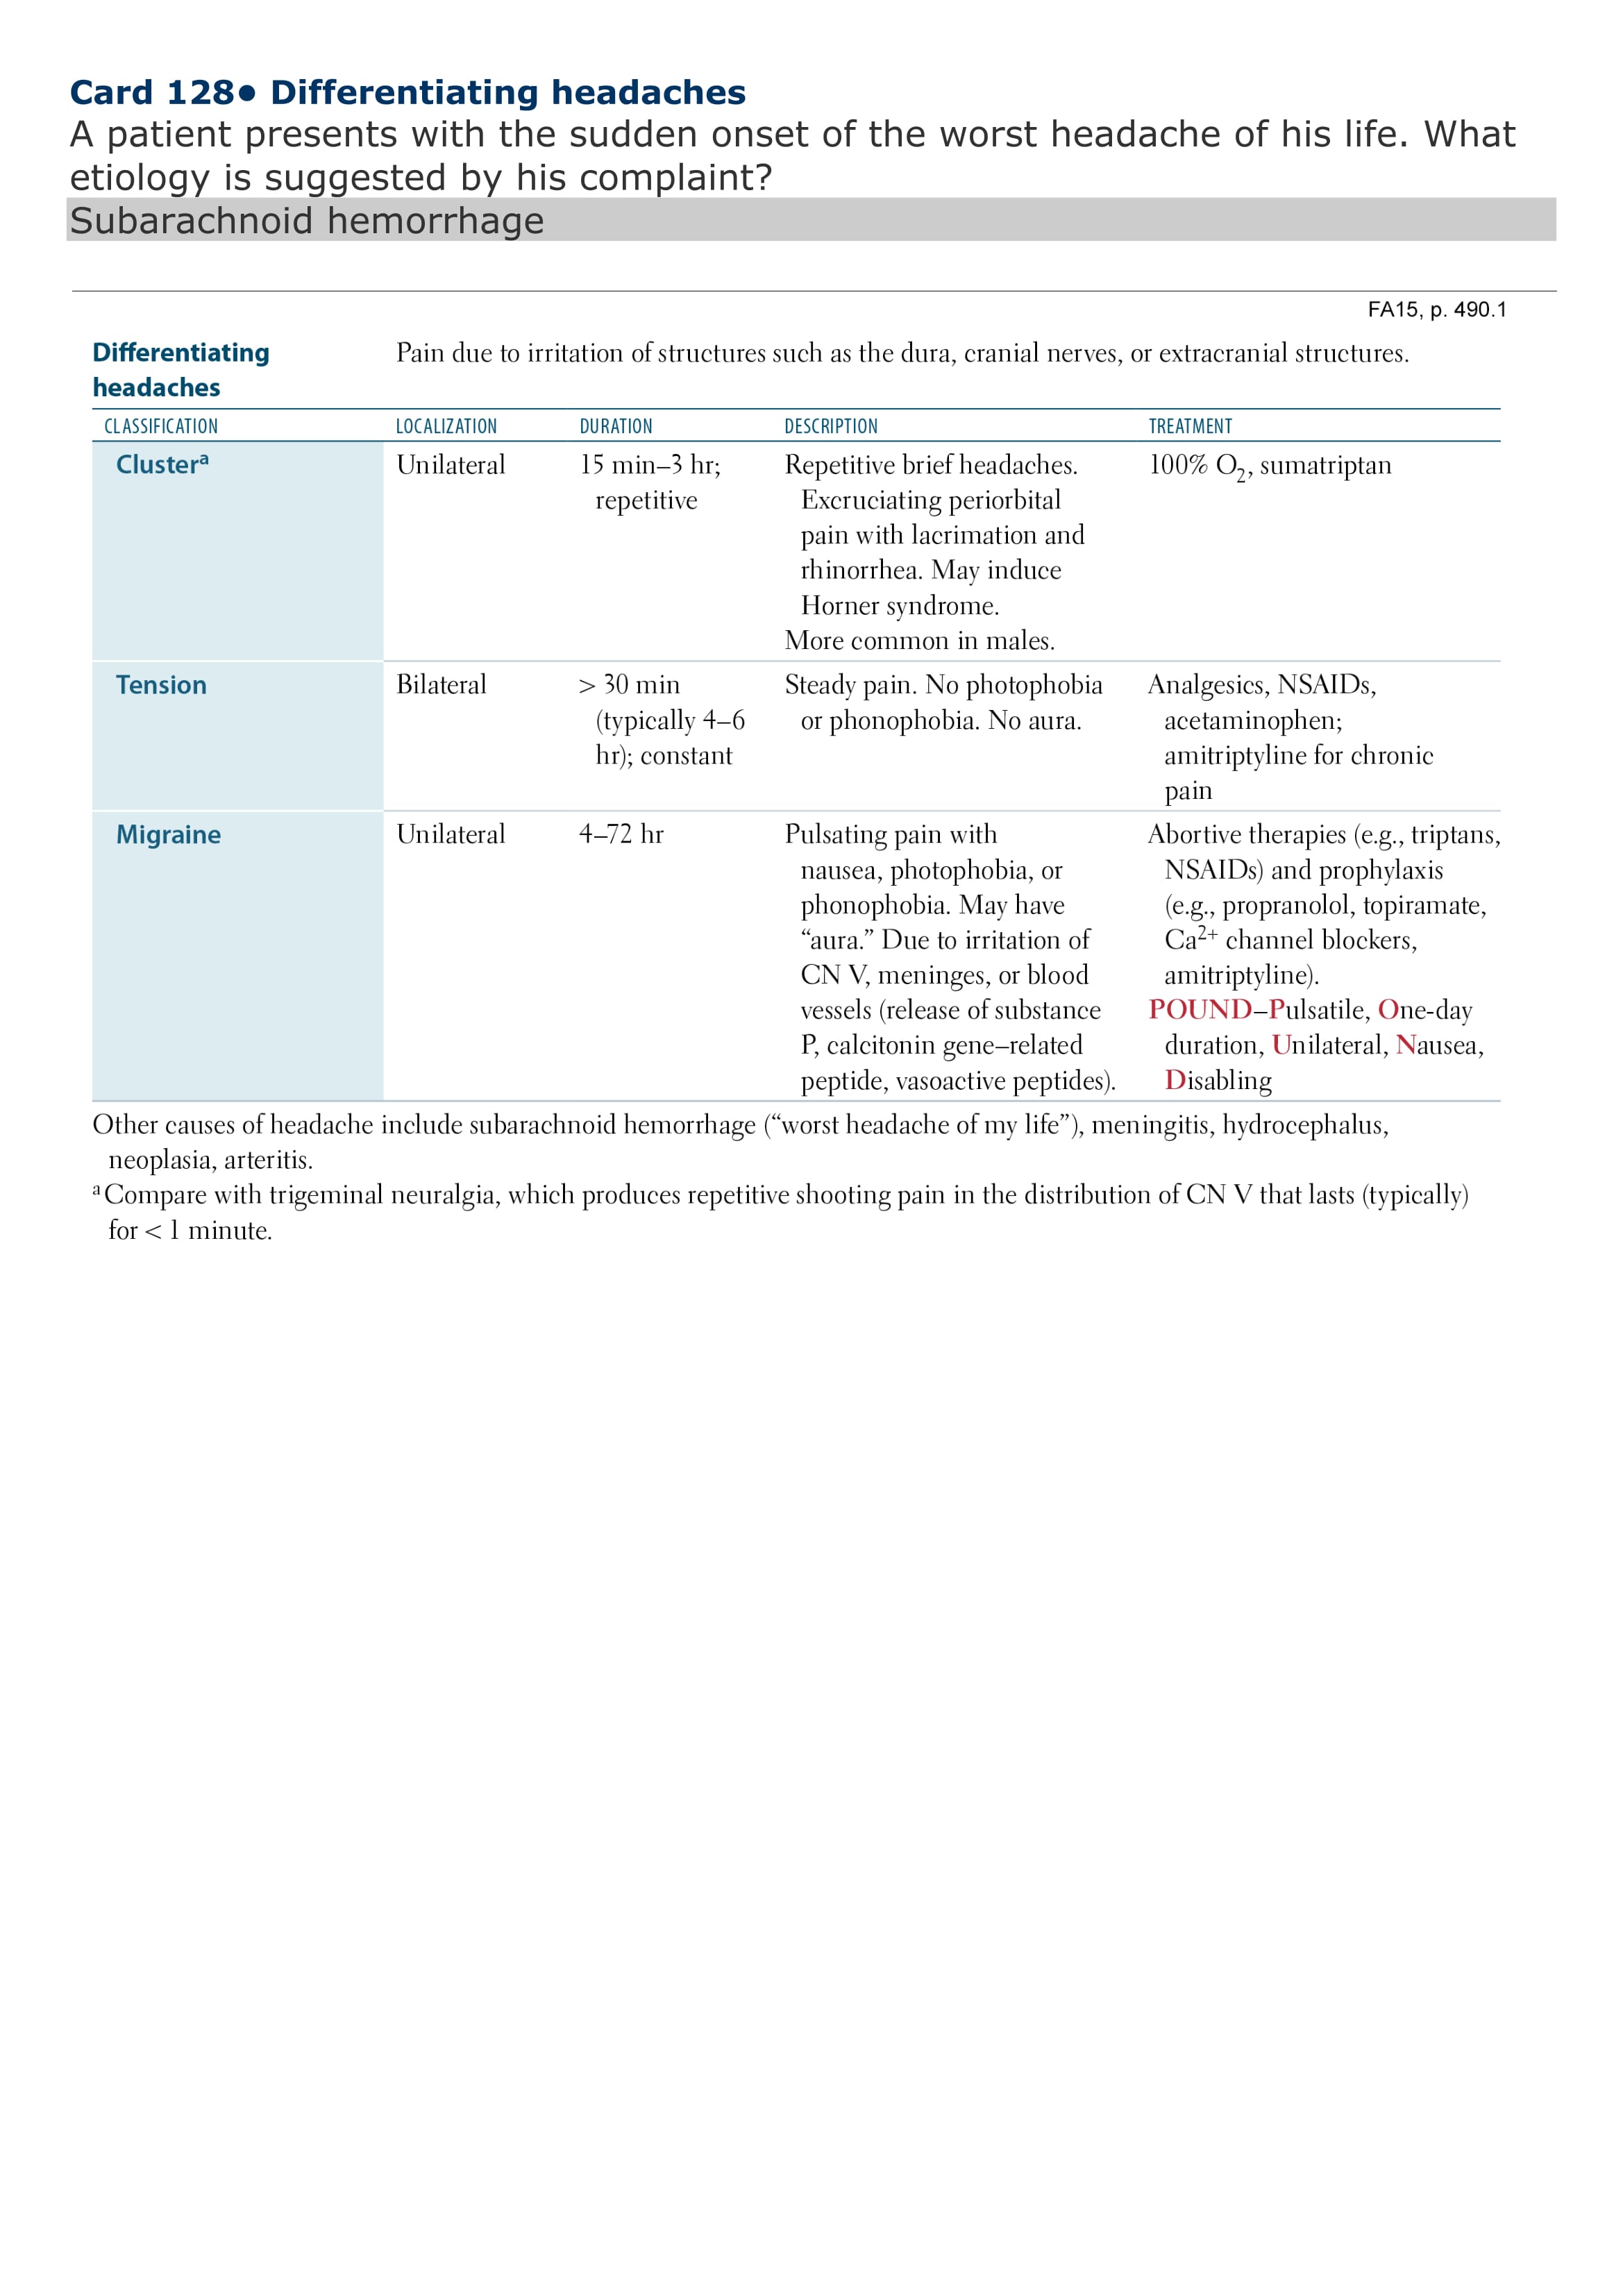 Card 128• Differentiating headaches
A patient presents with the sudden onset of the worst headache of his life. What
etiology is suggested by his complaint?
Subarachnoid hemorrhage
FA15, p. 490.1
Differentiating headaches
Pain due to irritation of structures such as the dura, cranial nerves, or extracranial structures.
CLASSIFICATION LOCALIZATION DURATION DESCRIPTION TREATMENT
Clusterᵃ
Unilateral
15 min–3 hr;
repetitive
Repetitive brief headaches.
Excruciating periorbital
pain with lacrimation and
rhinorrhea. May induce
Horner syndrome.
More common in males.
100% O₂, sumatriptan
Tension
Bilateral
> 30 min
(typically 4–6
hr); constant
Steady pain. No photophobia
or phonophobia. No aura.
Analgesics, NSAIDs,
acetaminophen;
amitriptyline for chronic
pain
Migraine
Unilateral
4–72 hr
Pulsating pain with
nausea, photophobia, or
phonophobia. May have
“aura.” Due to irritation of
CN V, meninges, or blood
vessels (release of substance
P, calcitonin gene–related
peptide, vasoactive peptides).
Abortive therapies (e.g., triptans,
NSAIDs) and prophylaxis
(e.g., propranolol, topiramate,
Ca²⁺ channel blockers,
amitriptyline).
POUND–Pulsatile, One-day
duration, Unilateral, Nausea,
Disabling
Other causes of headache include subarachnoid hemorrhage (“worst headache of my life”), meningitis, hydrocephalus,
neoplasia, arteritis.
ᵃ Compare with trigeminal neuralgia, which produces repetitive shooting pain in the distribution of CN V that lasts (typically)
for < 1 minute.